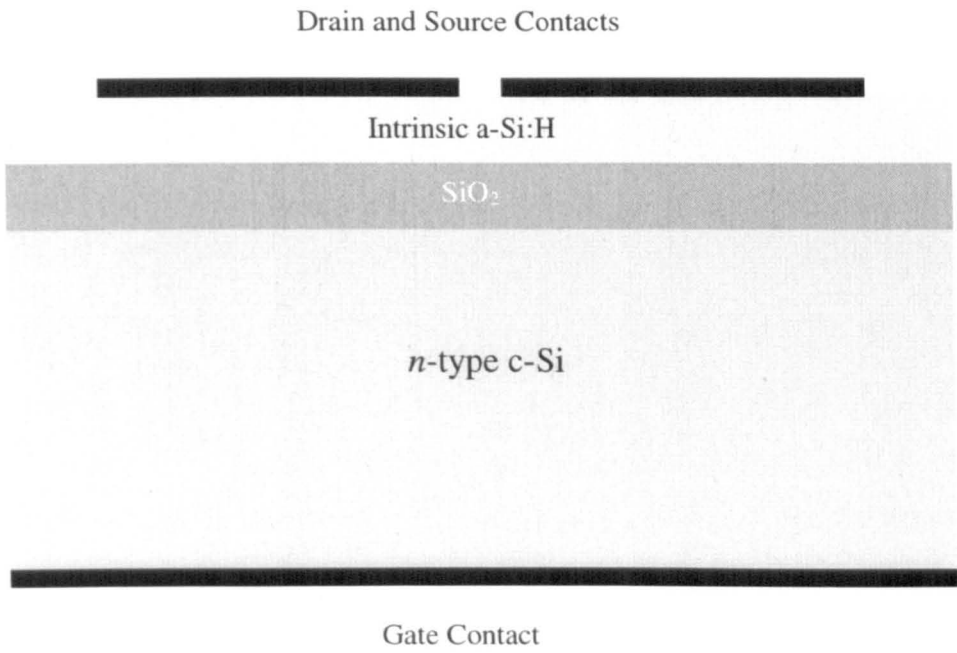 Drain and Source Contacts
Intrinsic a-Si:H
SiO₂
n-type c-Si
Gate Contact